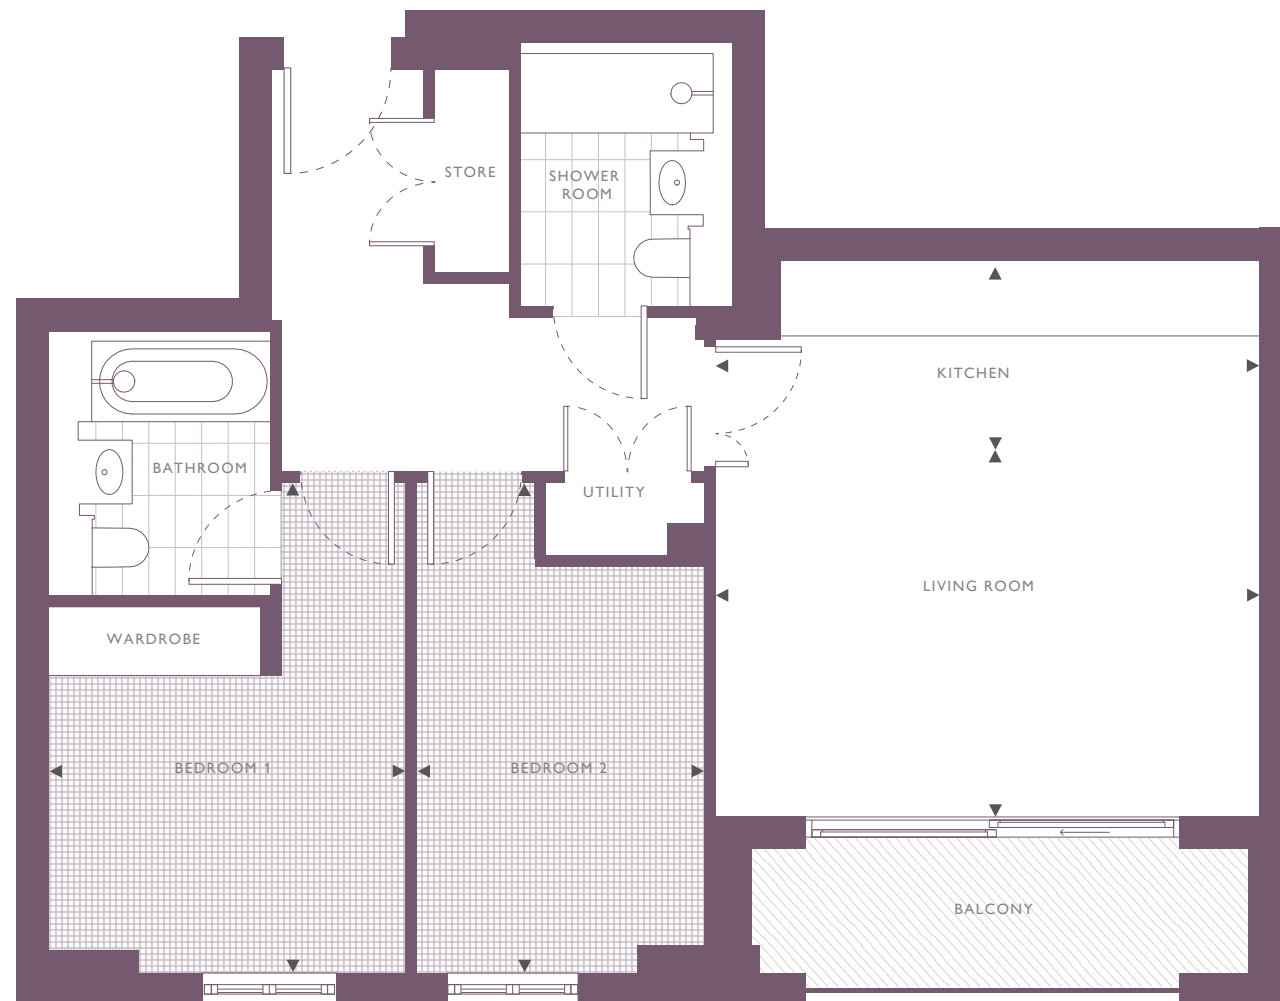 STORE
SHOWER
ROOM
KITCHEN
BATHROOM
UTILITY
LIVING ROOM
WARDROBE
BEDROOM 1
BEDROOM 2
BALCONY